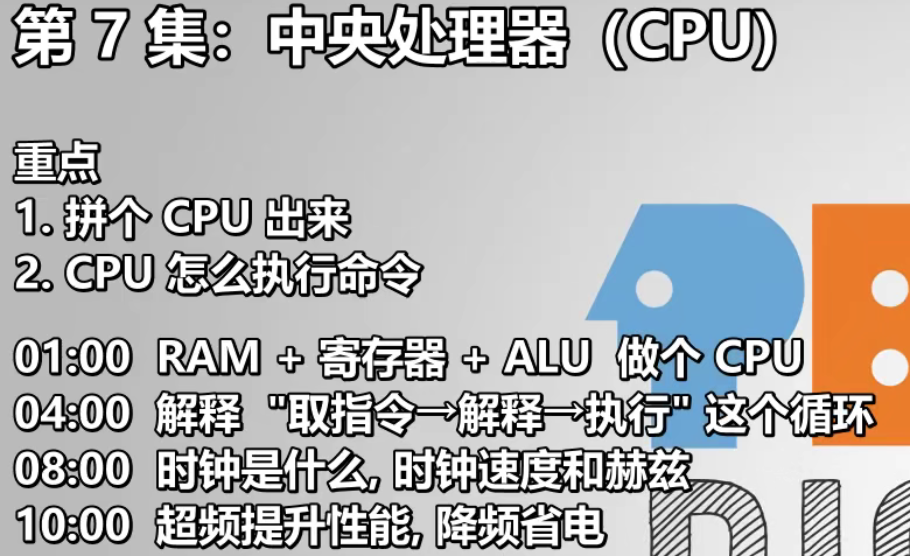 第 7 集：中央处理器（CPU）
重点
1. 拼个 CPU 出来
2. CPU 怎么执行命令
01:00 RAM + 寄存器 + ALU 做个 CPU
04:00 解释 "取指令→解释→执行" 这个循环
08:00 时钟是什么, 时钟速度和赫兹
10:00 超频提升性能, 降频省电